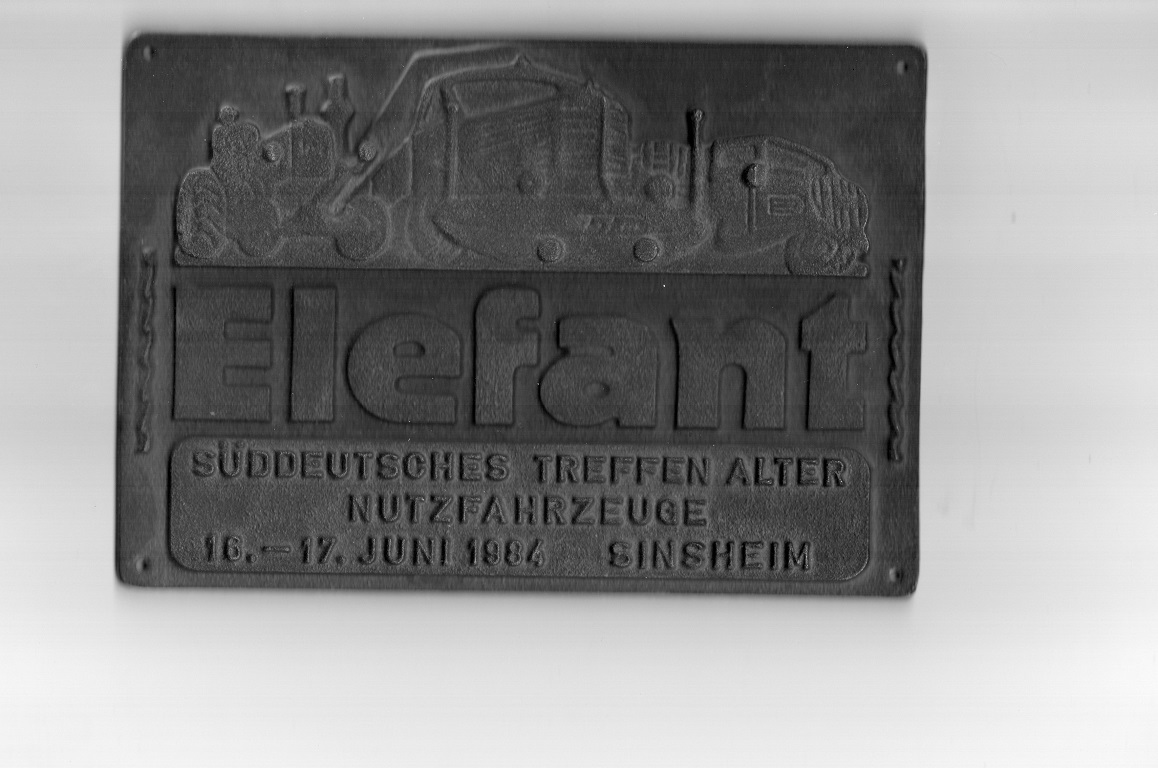 Elefant
SÜDDEUTSCHES TREFFEN ALTER
NUTZFAHRZEUGE
16.—17. JUNI 1984 SINSHEIM